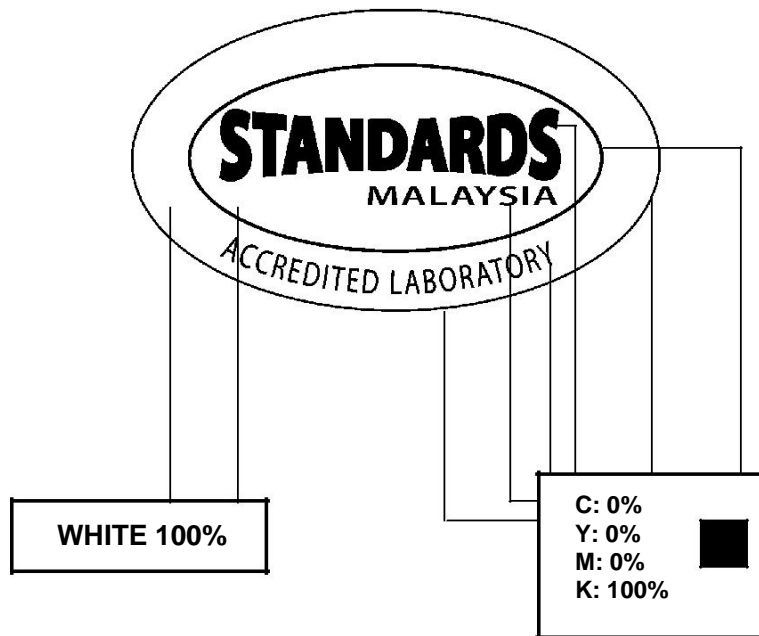 STANDARDS
MALAYSIA
ACCREDITED LABORATORY
WHITE 100%
C: 0%
Y: 0%
M: 0%
K: 100%